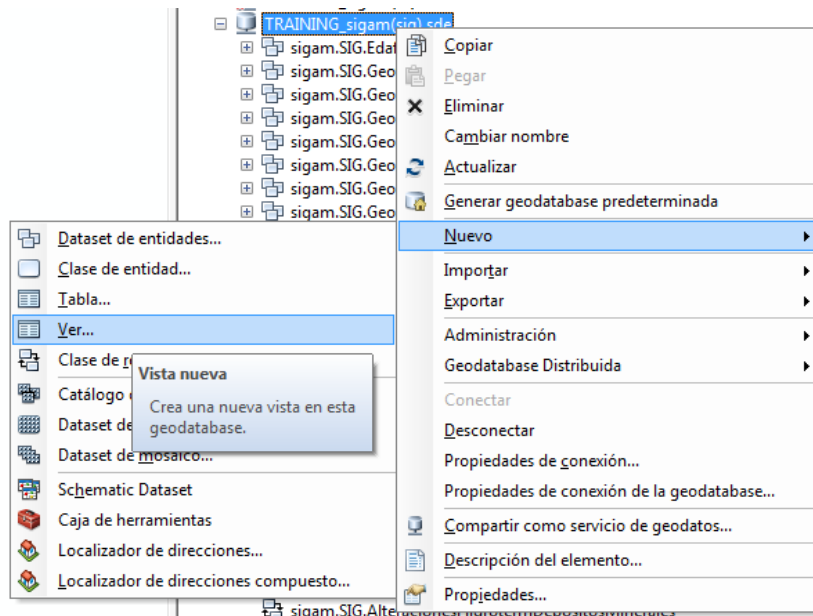 TRAINING_sigam(sig).sde
sigam.SIG.Edaf
sigam.SIG.Geo
sigam.SIG.Geo
sigam.SIG.Geo
sigam.SIG.Geo
sigam.SIG.Geo
sigam.SIG.Geo
sigam.SIG.Geo
Copiar
Pegar
Eliminar
Cambiar nombre
Actualizar
Generar geodatabase predeterminada
Nuevo
Importar
Exportar
Administración
Geodatabase Distribuida
Conectar
Desconectar
Propiedades de conexión...
Propiedades de conexión de la geodatabase...
Compartir como servicio de geodatos...
Descripción del elemento...
Propiedades...
Dataset de entidades...
Clase de entidad...
Tabla...
Ver...
Clase de r
Vista nueva
Crea una nueva vista en esta
geodatabase.
Catálogo
Dataset de
Dataset de mosaico...
Schematic Dataset
Caja de herramientas
Localizador de direcciones...
Localizador de direcciones compuesto...
sigam.SIG.AlteracionesHidrotermDepositosMinerales